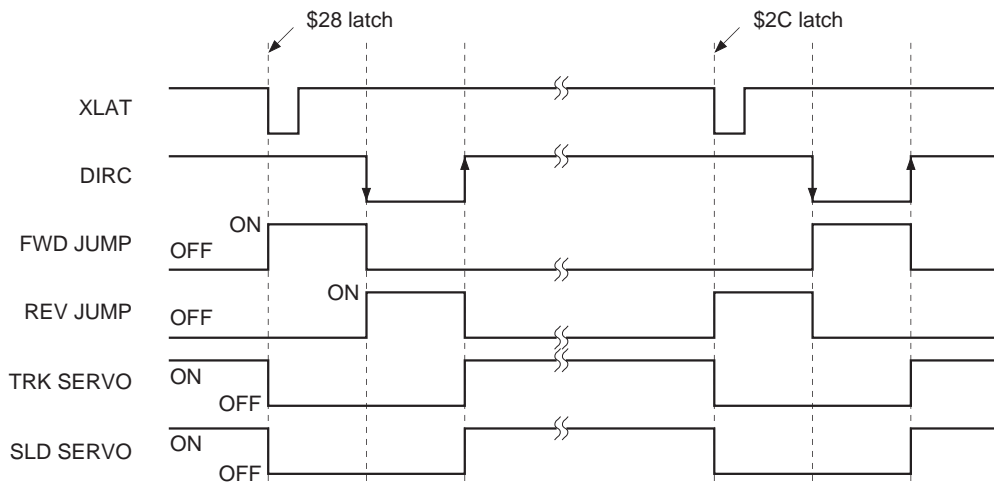 $28 latch
$2C latch
XLAT
DIRC
ON
FWD JUMP
OFF
ON
REV JUMP
OFF
TRK SERVO
ON
OFF
SLD SERVO
ON
OFF